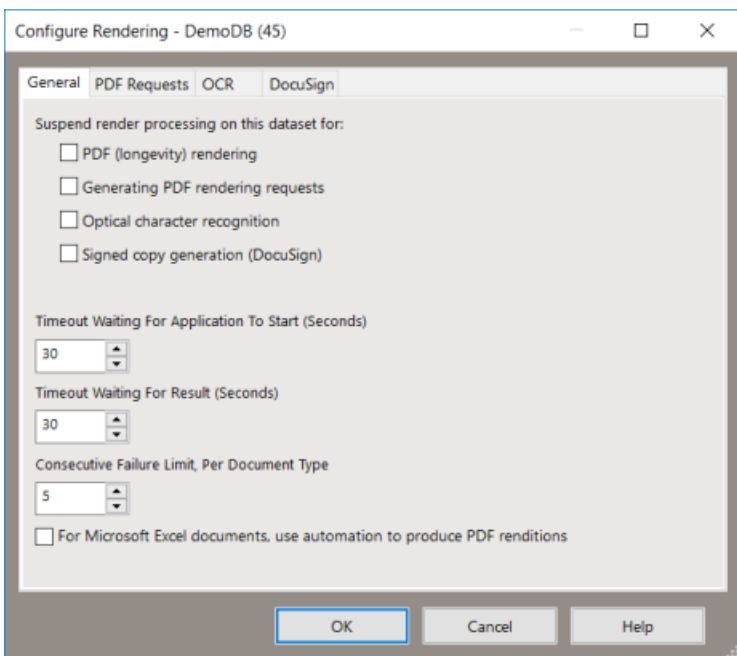 Configure Rendering - DemoDB (45)
General PDF Requests OCR DocuSign
Suspend render processing on this dataset for:
PDF (longevity) rendering
Generating PDF rendering requests
Optical character recognition
Signed copy generation (DocuSign)
Timeout Waiting For Application To Start (Seconds)
30
Timeout Waiting For Result (Seconds)
30
Consecutive Failure Limit, Per Document Type
5
For Microsoft Excel documents, use automation to produce PDF renditions
OK Cancel Help